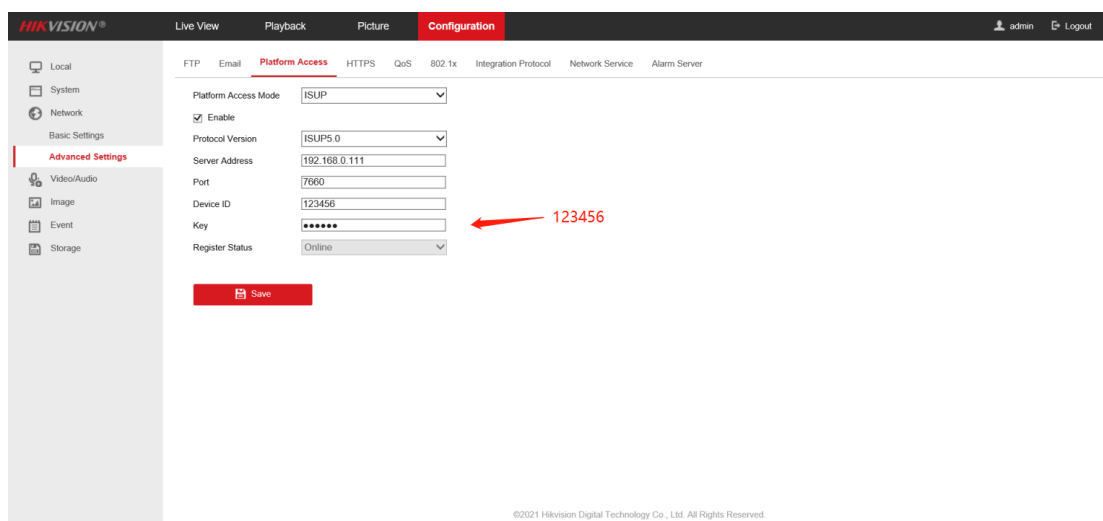 HIKVISION® Live View Playback Picture Configuration admin Logout
Local
System
Network
Basic Settings
Advanced Settings
Video/Audio
Image
Event
Storage
FTP Email Platform Access HTTPS QoS 802.1x Integration Protocol Network Service Alarm Server
Platform Access Mode ISUP
Enable
Protocol Version ISUP5.0
Server Address 192.168.0.111
Port 7660
Device ID 123456
Key ●●●●●● 123456
Register Status Online
Save
©2021 Hikvision Digital Technology Co., Ltd. All Rights Reserved.